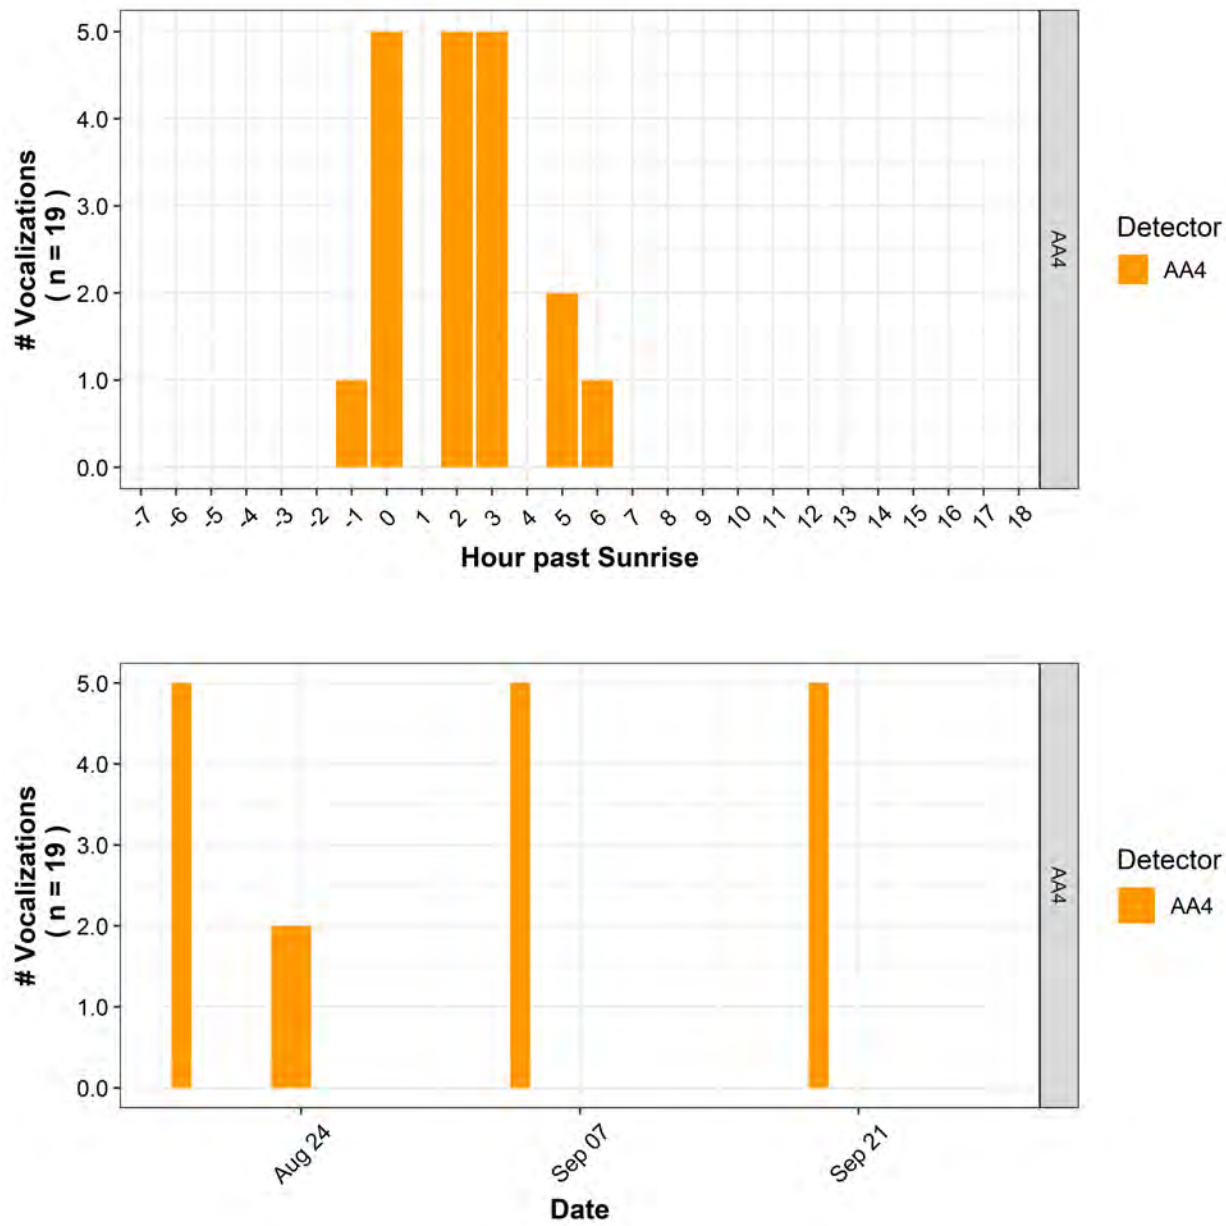 5.0
4.0
3.0
2.0
1.0
0.0
# Vocalizations
( n = 19 )
-7 -6 -5 -4 -3 -2 -1 0 1 2 3 4 5 6 7 8 9 10 11 12 13 14 15 16 17 18
Hour past Sunrise
AA4
Detector
AA4
5.0
4.0
3.0
2.0
1.0
0.0
# Vocalizations
( n = 19 )
Aug 24 Sep 07 Sep 21
Date
AA4
Detector
AA4